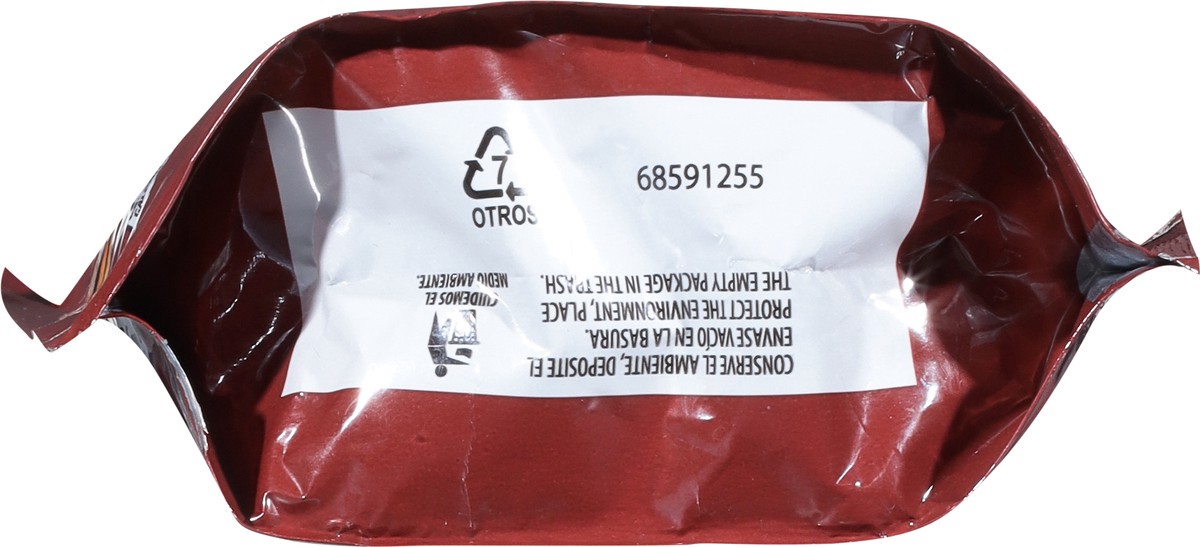 7
OTROS
68591255
CONSERVE EL AMBIENTE, DEPOSITE EL
ENVASE VACÍO EN LA BASURA.
PROTECT THE ENVIRONMENT, PLACE
THE EMPTY PACKAGE IN THE TRASH.
CUIDEMOS EL
MEDIO AMBIENTE.